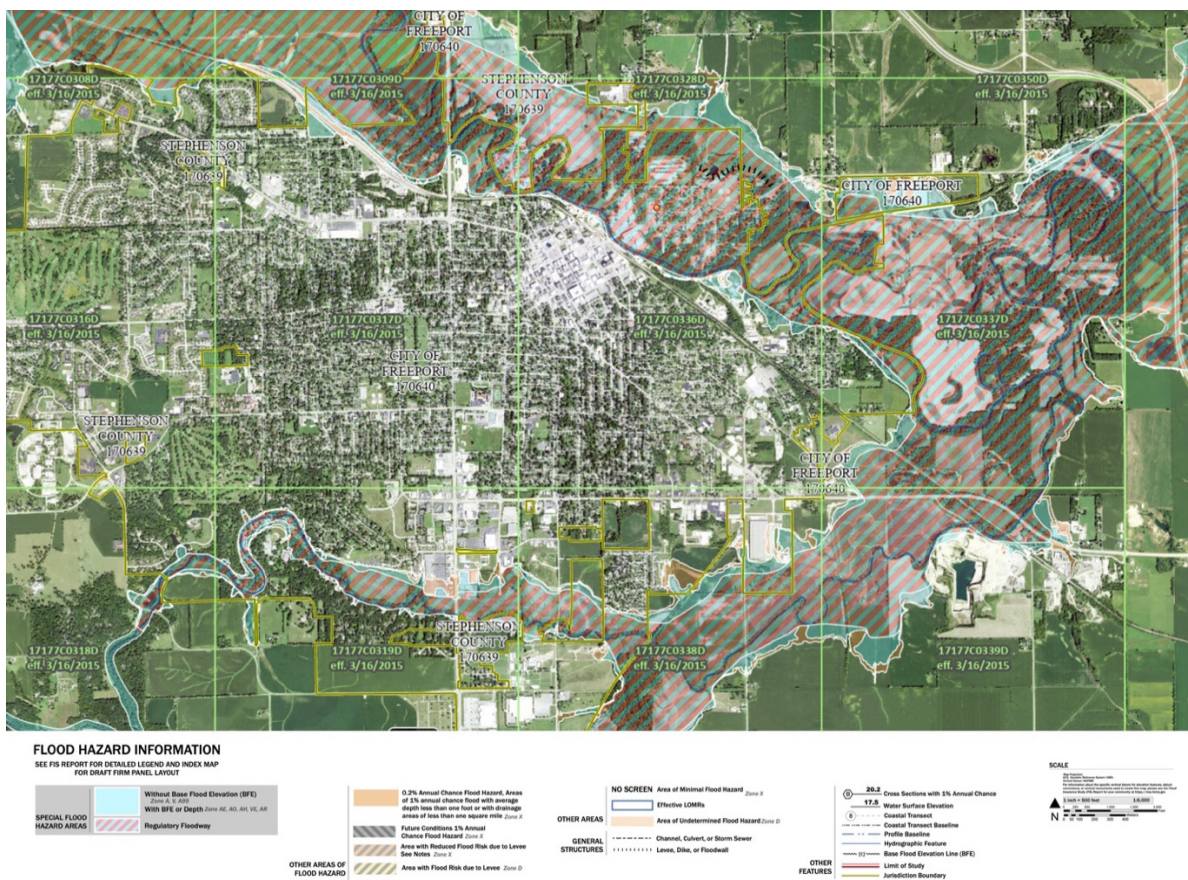 CITY OF
FREEPORT
170640
17177C0308D
eff. 3/16/2015
17177C0309D
eff. 3/16/2015
STEPHENSON
COUNTY
170639
17177C0328D
eff. 3/16/2015
17177C0350D
eff. 3/16/2015
STEPHENSON
COUNTY
170639
CITY OF FREEPORT
170640
17177C0316D
eff. 3/16/2015
17177C0317D
eff. 3/16/2015
17177C0336D
eff. 3/16/2015
17177C0337D
eff. 3/16/2015
CITY OF
FREEPORT
170640
STEPHENSON
COUNTY
170639
CITY OF
FREEPORT
170640
STEPHENSON
COUNTY
170639
17177C0318D
eff. 3/16/2015
17177C0319D
eff. 3/16/2015
17177C0338D
eff. 3/16/2015
17177C0339D
eff. 3/16/2015
FLOOD HAZARD INFORMATION
SEE FIS REPORT FOR DETAILED LEGEND AND INDEX MAP
FOR DRAFT FIRM PANEL LAYOUT
SPECIAL FLOOD
HAZARD AREAS
Without Base Flood Elevation (BFE)
Zone A, V, A99
With BFE or Depth Zone AE, AO, AH, VE, AR
Regulatory Floodway
0.2% Annual Chance Flood Hazard, Areas
of 1% annual chance flood with average
depth less than one foot or with drainage
areas of less than one square mile Zone X
Future Conditions 1% Annual
Chance Flood Hazard Zone X
Area with Reduced Flood Risk due to Levee
See Notes Zone X
OTHER AREAS OF
FLOOD HAZARD
Area with Flood Risk due to Levee Zone D
NO SCREEN Area of Minimal Flood Hazard Zone X
Effective LOMRs
OTHER AREAS
Area of Undetermined Flood Hazard Zone D
GENERAL
STRUCTURES
Channel, Culvert, or Storm Sewer
Levee, Dike, or Floodwall
20.2
B Cross Sections with 1% Annual Chance
17.5 Water Surface Elevation
8 Coastal Transect
Coastal Transect Baseline
Profile Baseline
Hydrographic Feature
Base Flood Elevation Line (BFE)
OTHER
FEATURES
Limit of Study
Jurisdiction Boundary
SCALE
1 inch = 500 feet 1:6,000
N